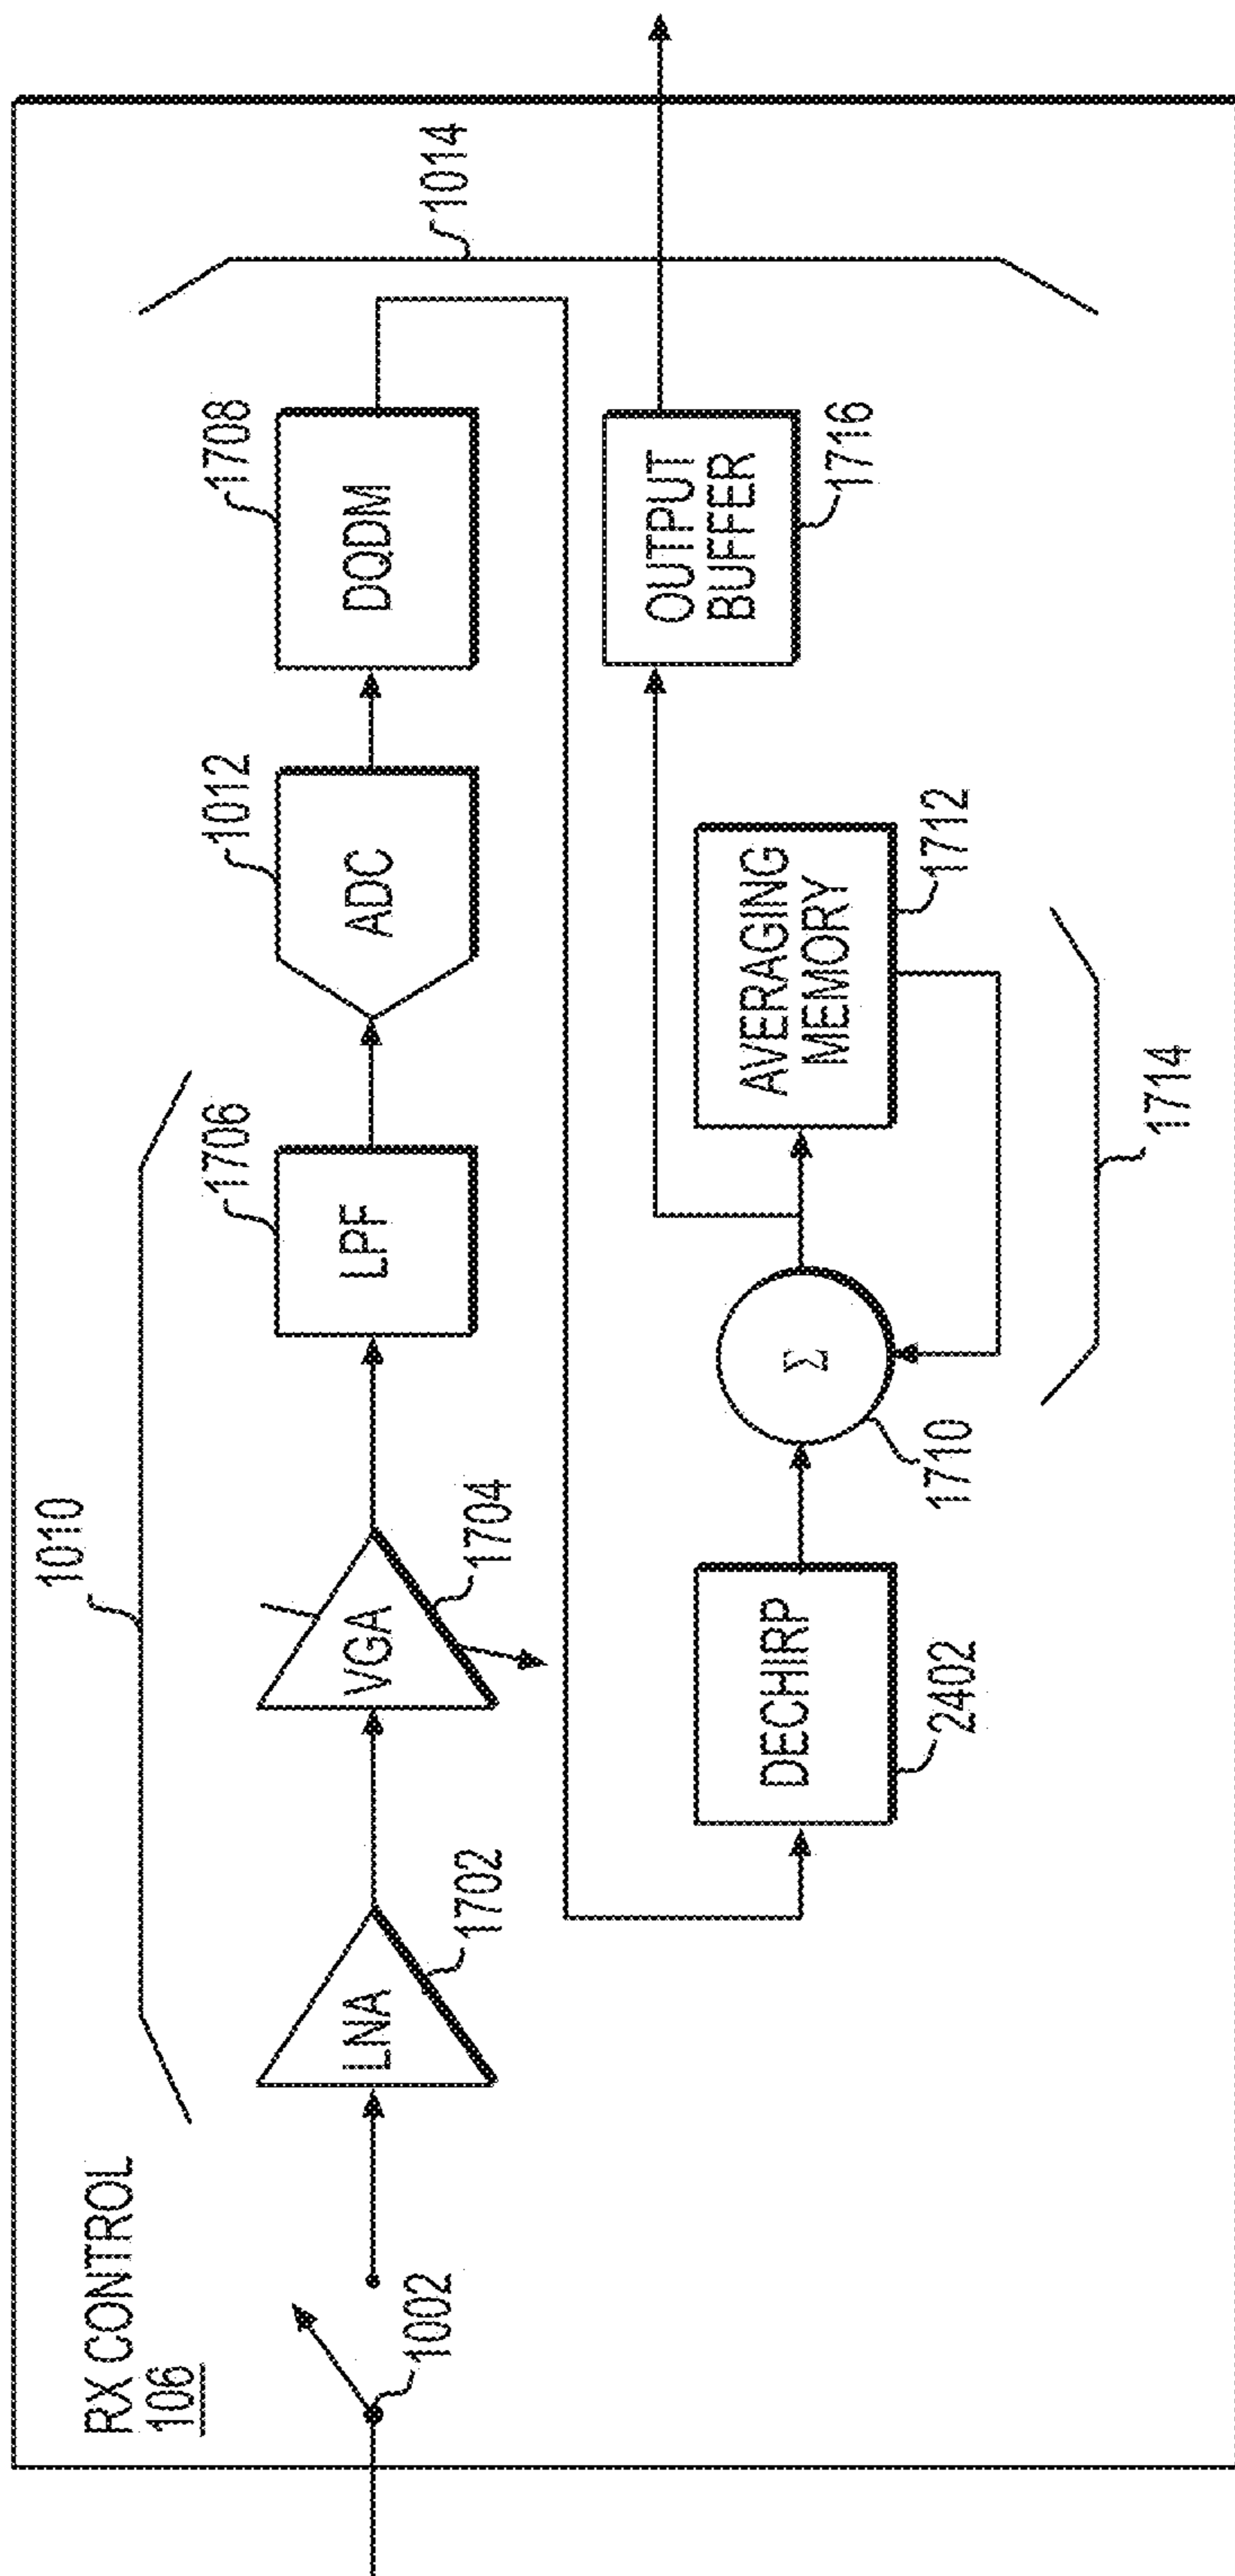 RX CONTROL
106
1010
1002
LNA
1702
VGA
1704
LPF
1706
ADC
1012
DQDM
1708
1014
DECHIRP
2402
Σ
1710
AVERAGING
MEMORY
1712
1714
OUTPUT
BUFFER
1716